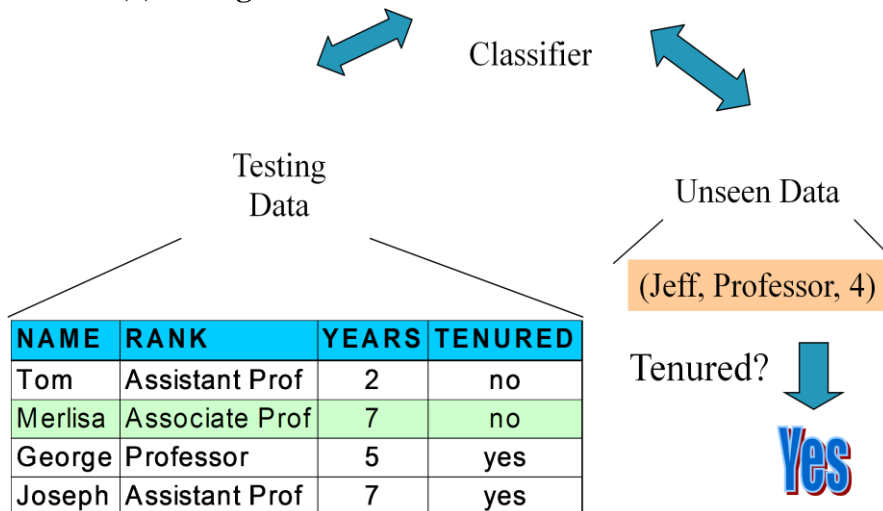 Classifier
Testing
Data
Unseen Data
(Jeff, Professor, 4)
NAME RANK YEARS TENURED
Tom Assistant Prof 2 no
Merlisa Associate Prof 7 no
George Professor 5 yes
Joseph Assistant Prof 7 yes
Tenured?
Yes